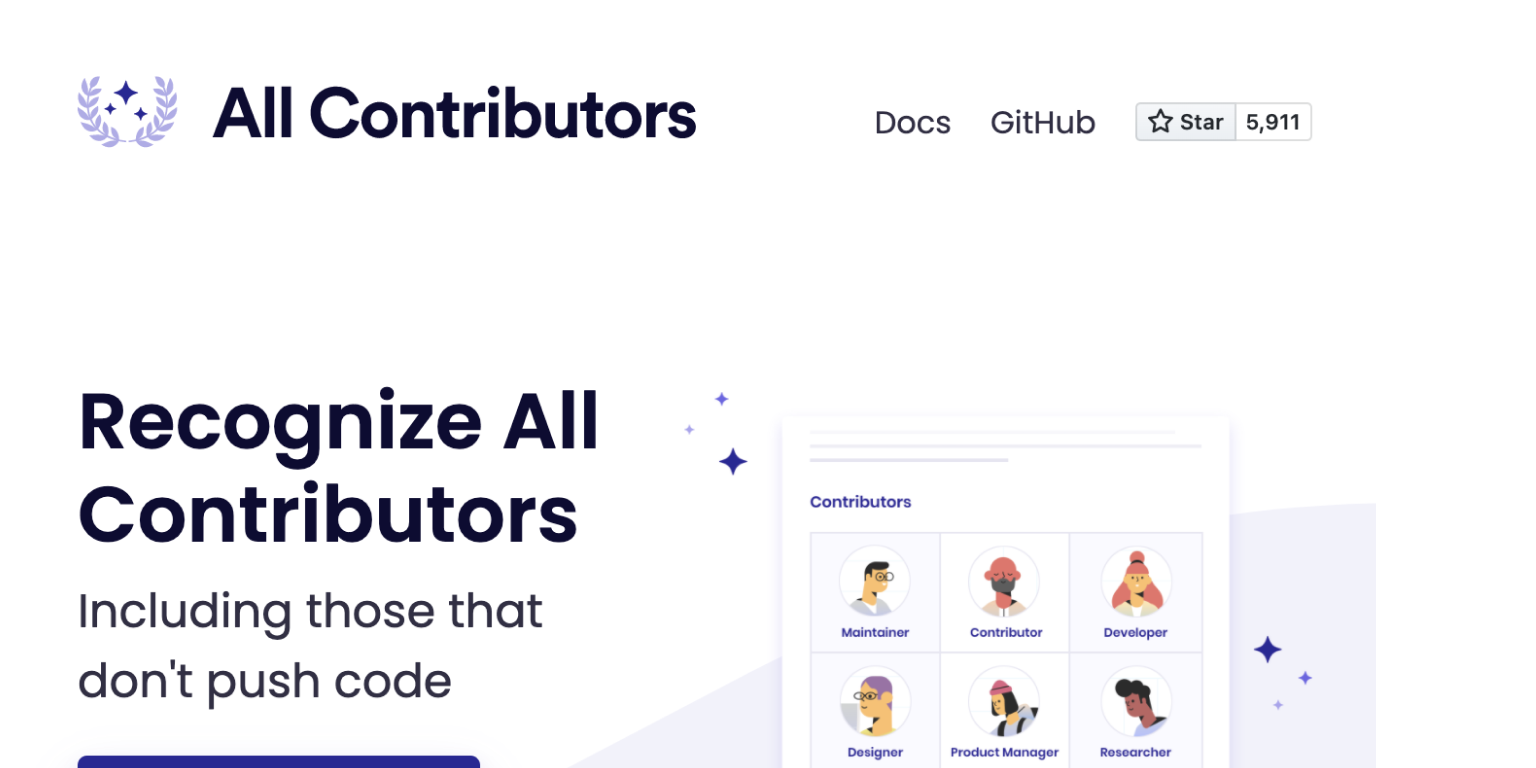 All Contributors
Docs GitHub Star 5,911
Recognize All
Contributors
Including those that
don't push code
Contributors
Maintainer Contributor Developer
Designer Product Manager Researcher